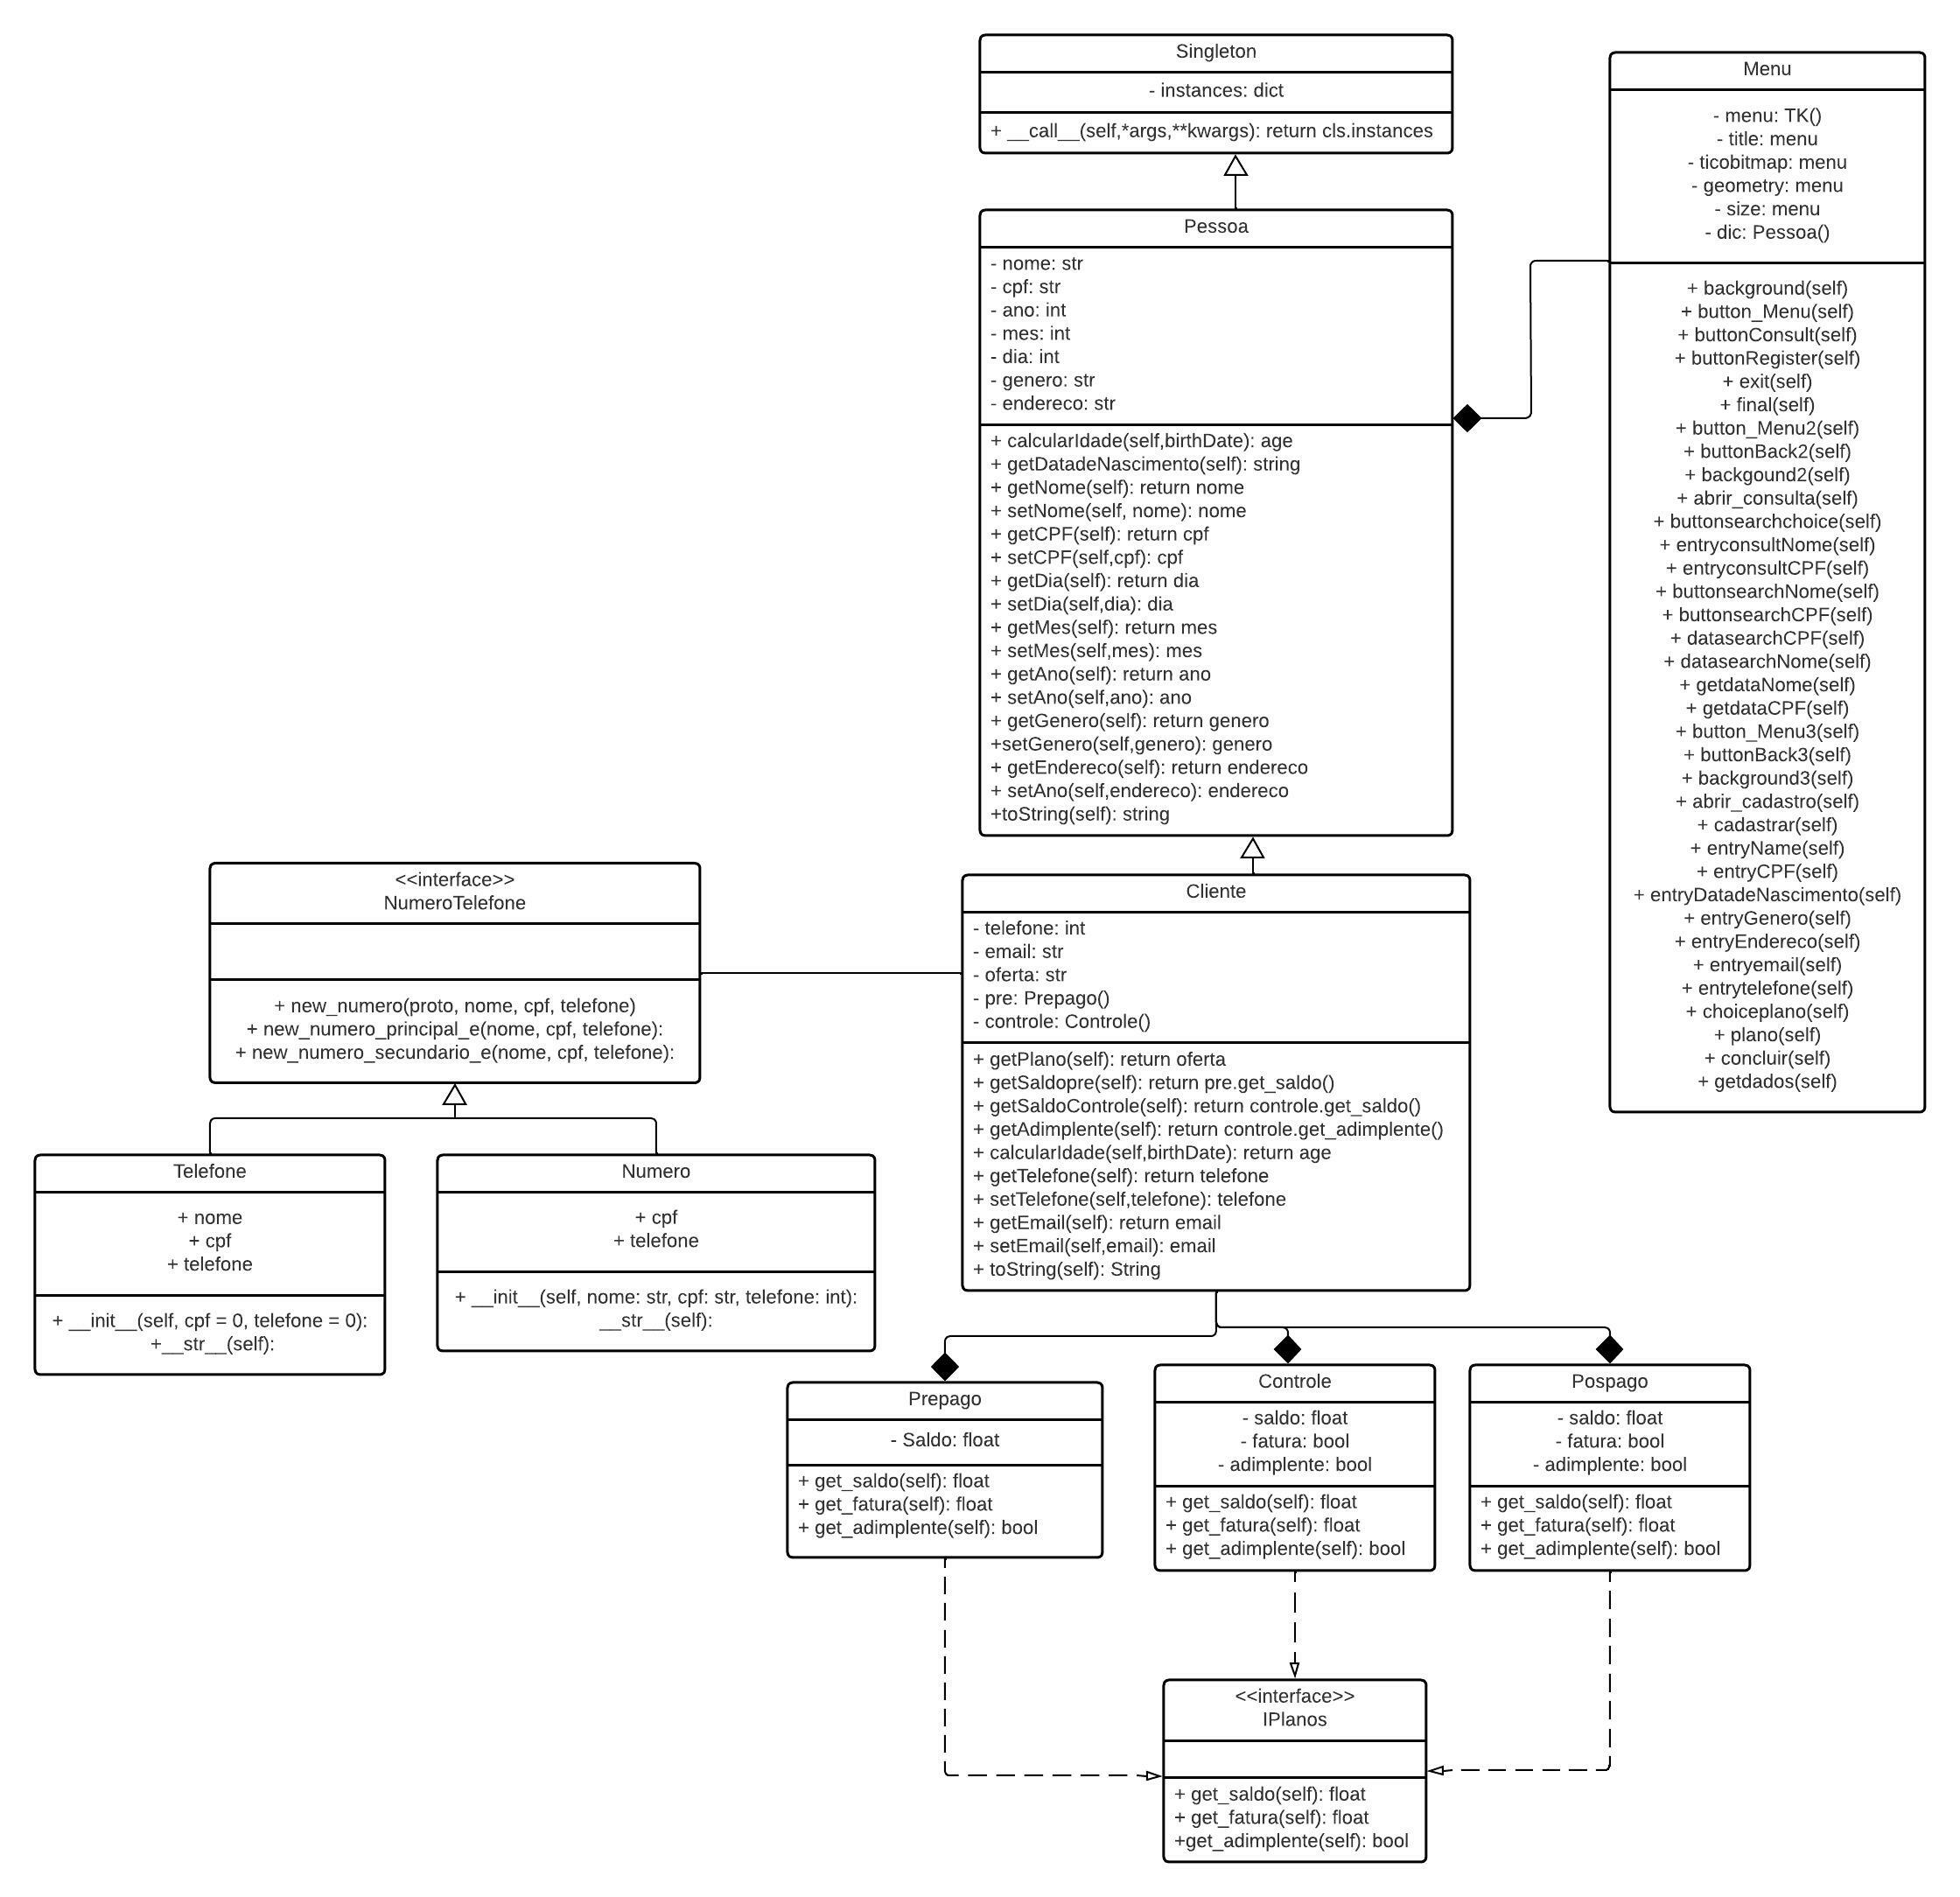 Singleton
- instances: dict
+ __call__(self,*args,**kwargs): return cls.instances
Menu
- menu: TK()
- title: menu
- ticobitmap: menu
- geometry: menu
- size: menu
- dic: Pessoa()
+ background(self)
+ button_Menu(self)
+ buttonConsult(self)
+ buttonRegister(self)
+ exit(self)
+ final(self)
+ button_Menu2(self)
+ buttonBack2(self)
+ backgound2(self)
+ abrir_consulta(self)
+ buttonsearchchoice(self)
+ entryconsultNome(self)
+ entryconsultCPF(self)
+ buttonsearchNome(self)
+ buttonsearchCPF(self)
+ datasearchCPF(self)
+ datasearchNome(self)
+ getdataNome(self)
+ getdataCPF(self)
+ button_Menu3(self)
+ buttonBack3(self)
+ background3(self)
+ abrir_cadastro(self)
+ cadastrar(self)
+ entryName(self)
+ entryCPF(self)
+ entryDatadeNascimento(self)
+ entryGenero(self)
+ entryEndereco(self)
+ entryemail(self)
+ entrytelefone(self)
+ choiceplano(self)
+ plano(self)
+ concluir(self)
+ getdados(self)
Pessoa
- nome: str
- cpf: str
- ano: int
- mes: int
- dia: int
- genero: str
- endereco: str
+ calcularIdade(self,birthDate): age
+ getDatadeNascimento(self): string
+ getNome(self): return nome
+ setNome(self, nome): nome
+ getCPF(self): return cpf
+ setCPF(self,cpf): cpf
+ getDia(self): return dia
+ setDia(self,dia): dia
+ getMes(self): return mes
+ setMes(self,mes): mes
+ getAno(self): return ano
+ setAno(self,ano): ano
+ getGenero(self): return genero
+setGenero(self,genero): genero
+ getEndereco(self): return endereco
+ setAno(self,endereco): endereco
+toString(self): string
<<interface>>
NumeroTelefone
+ new_numero(proto, nome, cpf, telefone)
+ new_numero_principal_e(nome, cpf, telefone):
+ new_numero_secundario_e(nome, cpf, telefone):
Cliente
- telefone: int
- email: str
- oferta: str
- pre: Prepago()
- controle: Controle()
+ getPlano(self): return oferta
+ getSaldopre(self): return pre.get_saldo()
+ getSaldoControle(self): return controle.get_saldo()
+ getAdimplente(self): return controle.get_adimplente()
+ calcularIdade(self,birthDate): return age
+ getTelefone(self): return telefone
+ setTelefone(self,telefone): telefone
+ getEmail(self): return email
+ setEmail(self,email): email
+ toString(self): String
Telefone
+ nome
+ cpf
+ telefone
+ __init__(self, cpf = 0, telefone = 0):
+__str__(self):
Numero
+ cpf
+ telefone
+ __init__(self, nome: str, cpf: str, telefone: int):
__str__(self):
Prepago
- Saldo: float
+ get_saldo(self): float
+ get_fatura(self): float
+ get_adimplente(self): bool
Controle
- saldo: float
- fatura: bool
- adimplente: bool
+ get_saldo(self): float
+ get_fatura(self): float
+ get_adimplente(self): bool
Pospago
- saldo: float
- fatura: bool
- adimplente: bool
+ get_saldo(self): float
+ get_fatura(self): float
+ get_adimplente(self): bool
<<interface>>
IPlanos
+ get_saldo(self): float
+ get_fatura(self): float
+get_adimplente(self): bool